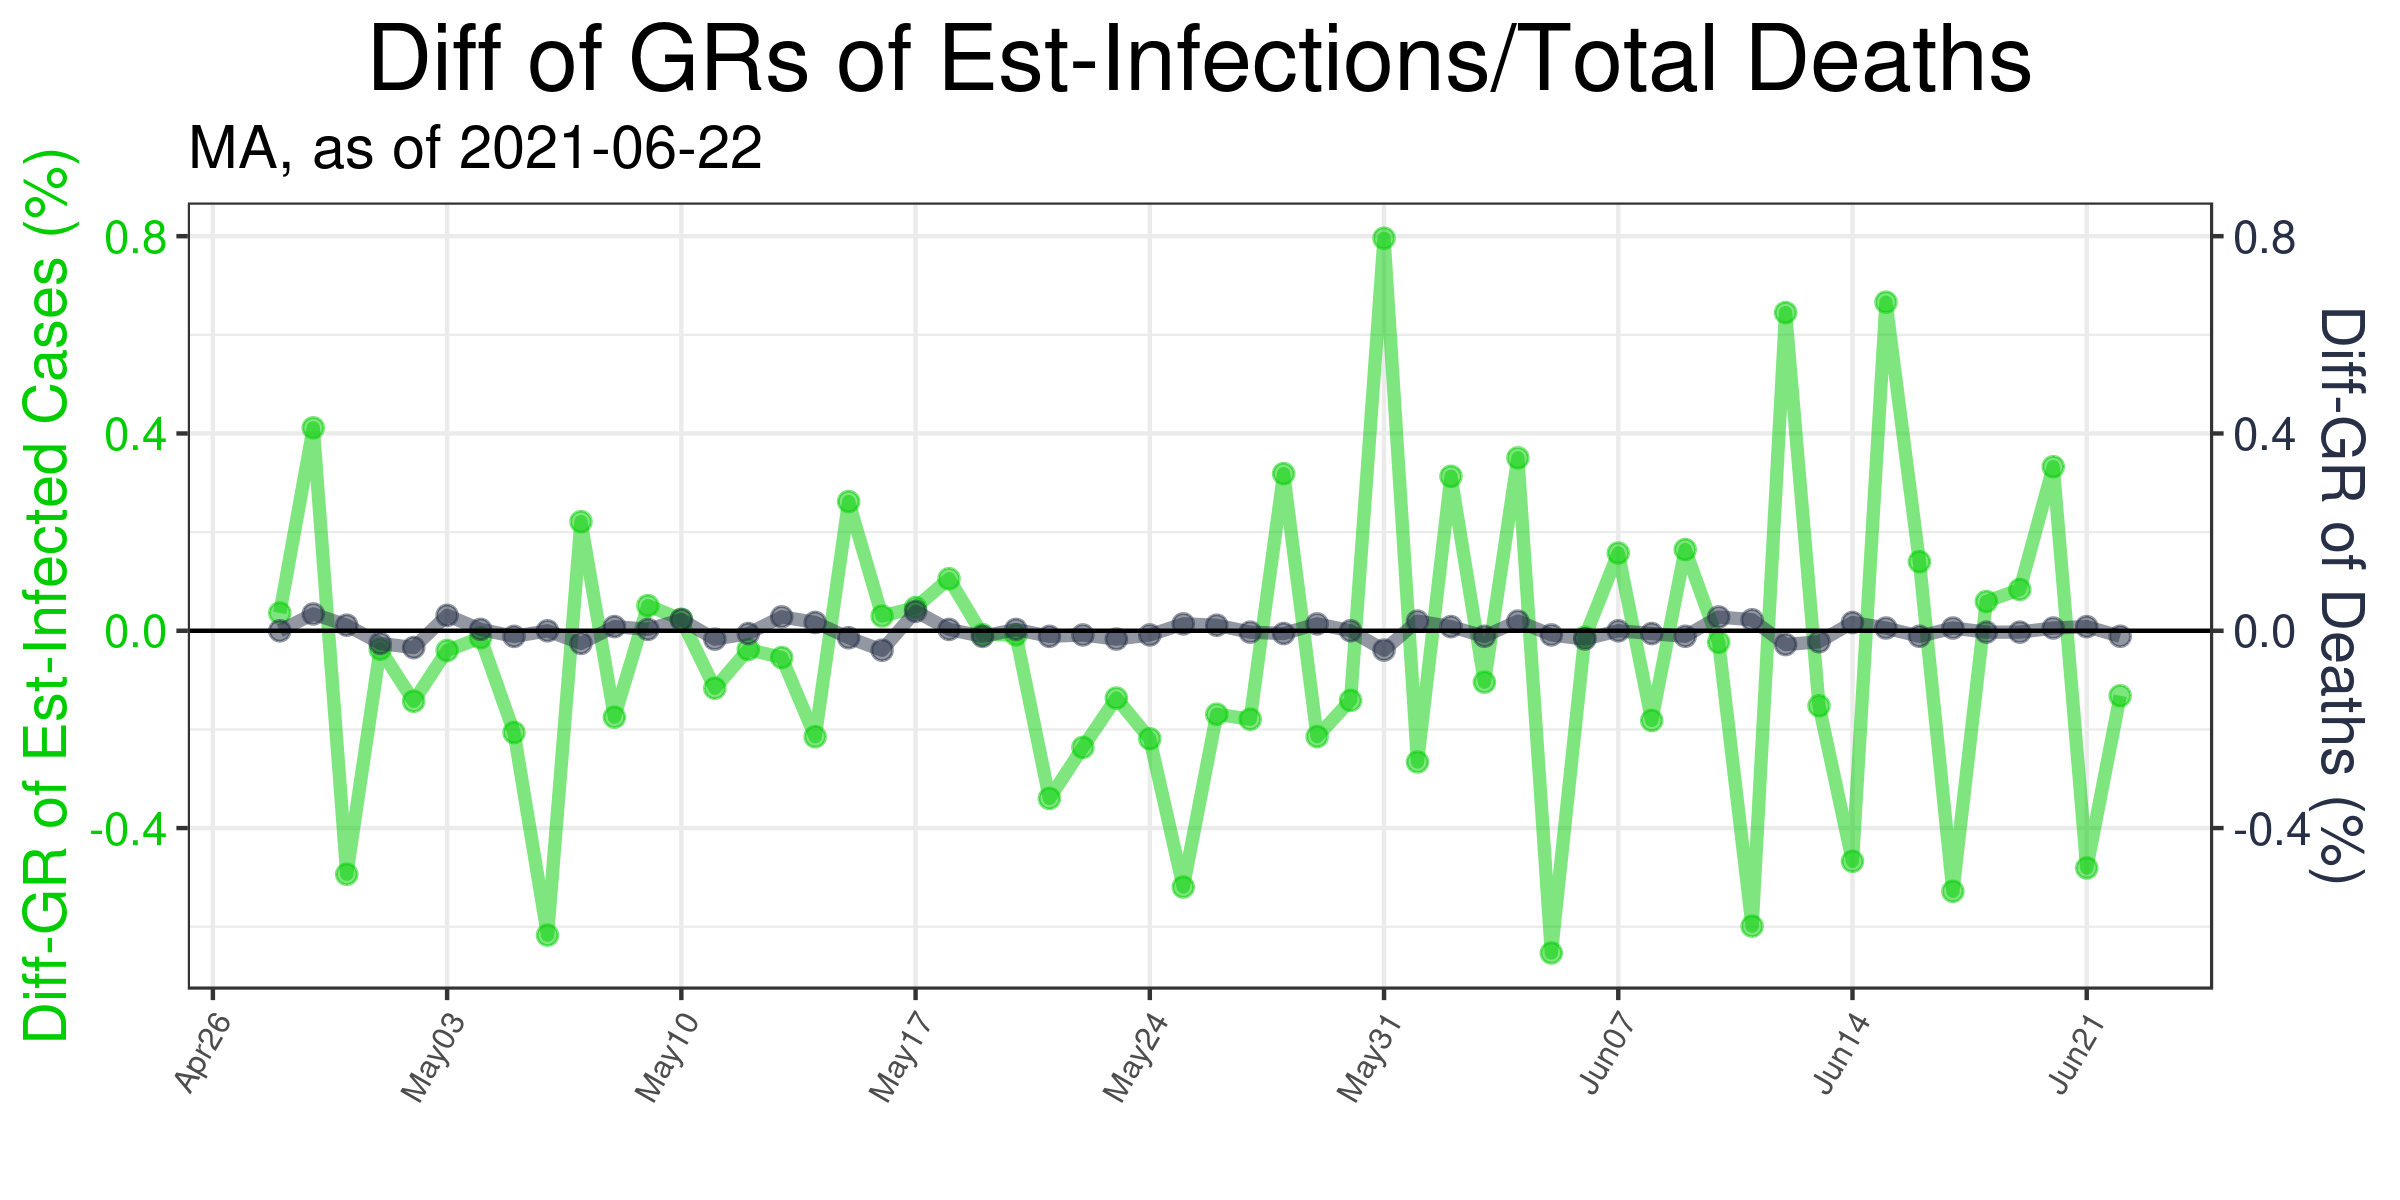 Diff of GRs of Est-Infections/Total Deaths
MA, as of 2021-06-22
Diff-GR of Est-Infected Cases (%)
0.8
0.4
0.0
-0.4
0.8
0.4
0.0
-0.4
Diff-GR of Deaths (%)
Apr26
May03
May10
May17
May24
May31
Jun07
Jun14
Jun21